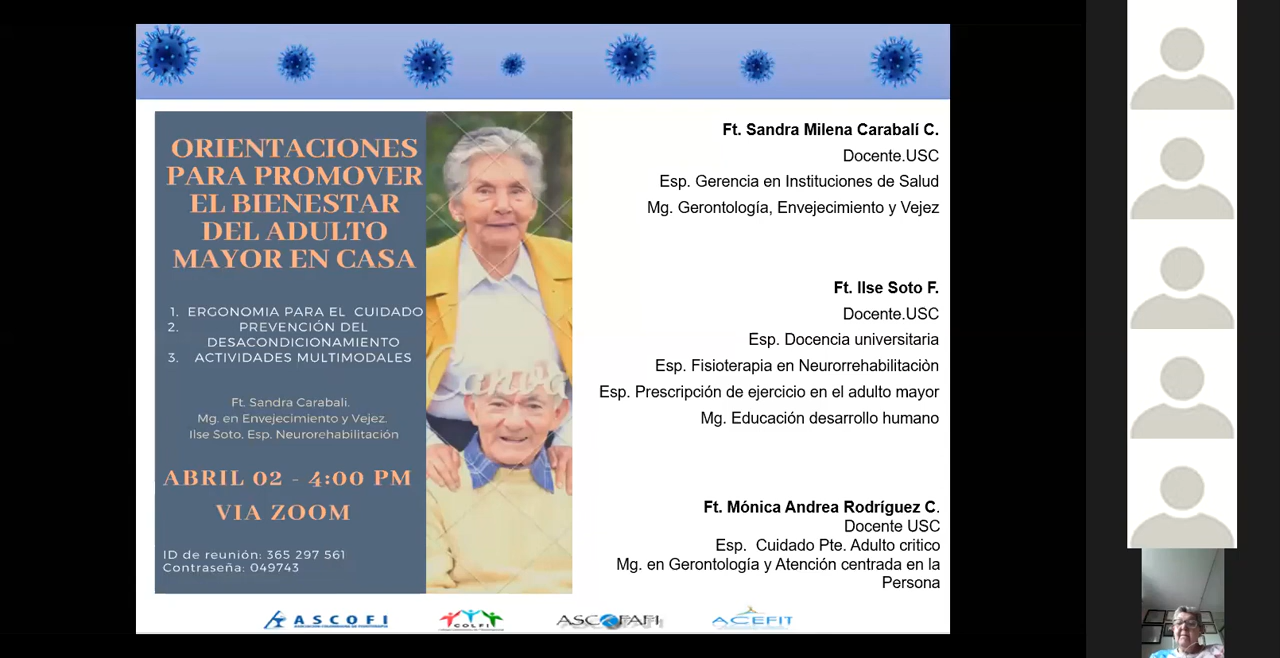 ORIENTACIONES
PARA PROMOVER
EL BIENESTAR
DEL ADULTO
MAYOR EN CASA
1. ERGONOMIA PARA EL CUIDADO
2. PREVENCIÓN DEL
DESACONDICIONAMIENTO
3. ACTIVIDADES MULTIMODALES
Ft. Sandra Carabali.
Mg. en Envejecimiento y Vejez.
Ilse Soto, Esp. Neurorehabilitación
ABRIL 02 - 4:00 PM
VIA ZOOM
ID de reunión: 365 297 561
Contraseña: 049743
Canva
Ft. Sandra Milena Carabalí C.
Docente.USC
Esp. Gerencia en Instituciones de Salud
Mg. Gerontología, Envejecimiento y Vejez
Ft. Ilse Soto F.
Docente.USC
Esp. Docencia universitaria
Esp. Fisioterapia en Neurorrehabilitaciòn
Esp. Prescripción de ejercicio en el adulto mayor
Mg. Educación desarrollo humano
Ft. Mónica Andrea Rodríguez C.
Docente USC
Esp. Cuidado Pte. Adulto critico
Mg. en Gerontología y Atención centrada en la
Persona
ASCOFI
COLFI
ASCOFAFI
ACEFIT